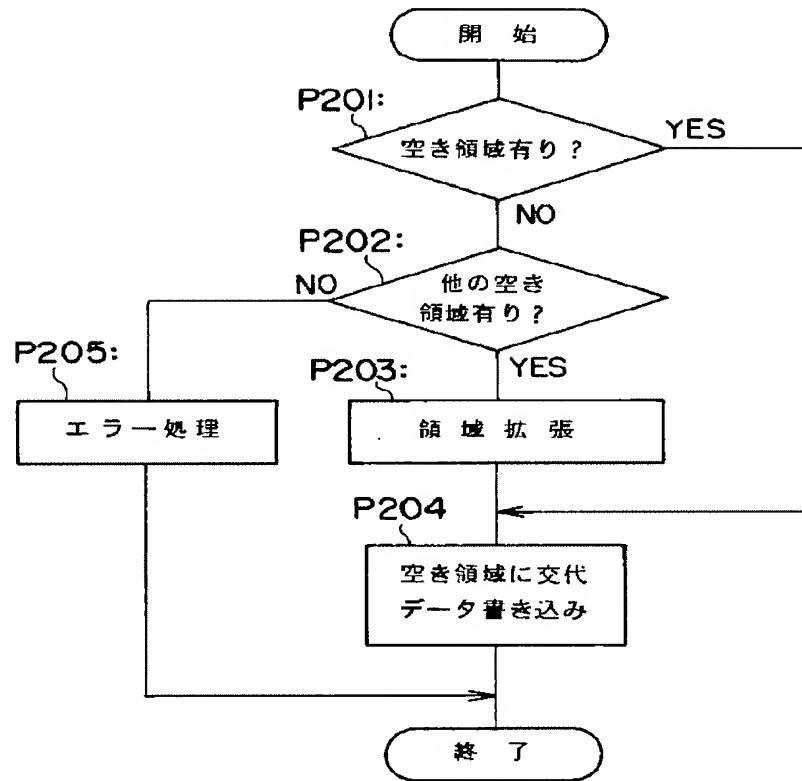 開始
P201:
空き領域有り?
YES
NO
P202:
他の空き
領域有り?
NO
YES
P205:
エラー処理
P203:
領域拡張
P204
空き領域に交代
データ書き込み
終了